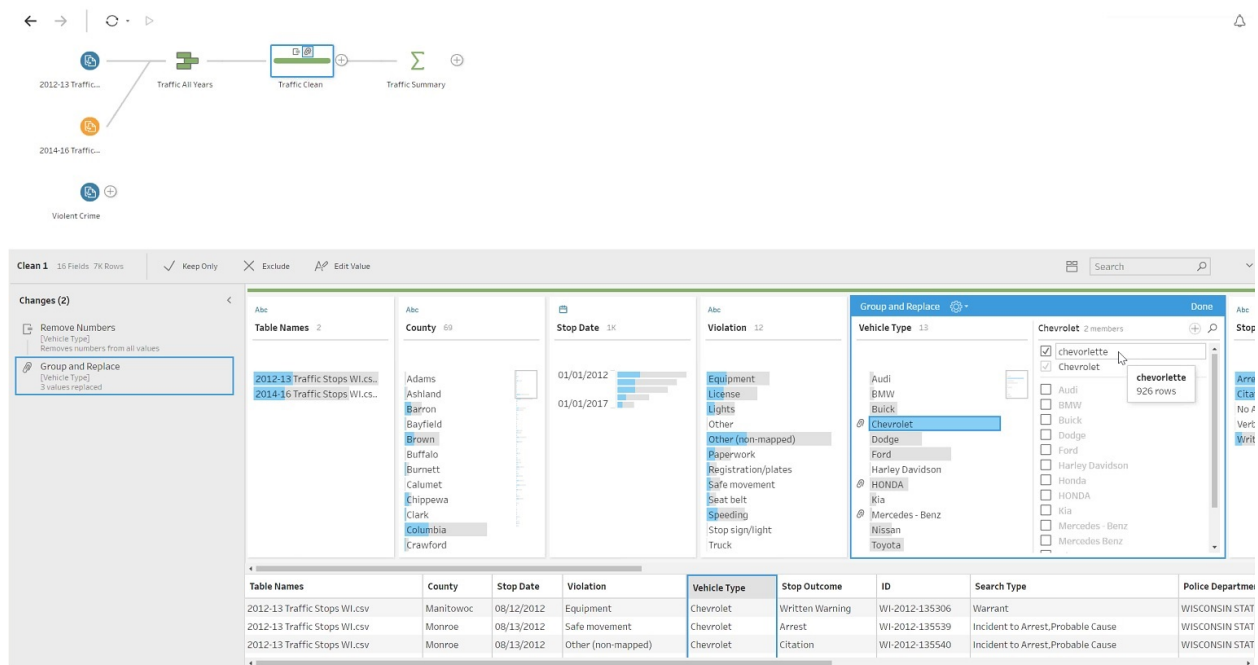 2012-13 Traffic...
Traffic All Years
Traffic Clean
Traffic Summary
2014-16 Traffic...
Violent Crime
Clean 1 16 Fields 7K Rows Keep Only Exclude Edit Value Search
Changes (2)
Remove Numbers
[Vehicle Type]
Removes numbers from all values
Group and Replace
[Vehicle Type]
3 values replaced
Abc
Table Names 2
2012-13 Traffic Stops WI.cs..
2014-16 Traffic Stops WI.cs..
Abc
County 69
Adams
Ashland
Barron
Bayfield
Brown
Buffalo
Burnett
Calumet
Chippewa
Clark
Columbia
Crawford
Stop Date 1K
01/01/2012
01/01/2017
Abc
Violation 12
Equipment
License
Lights
Other
Other (non-mapped)
Paperwork
Registration/plates
Safe movement
Seat belt
Speeding
Stop sign/light
Truck
Group and Replace Done
Vehicle Type 13
Audi
BMW
Buick
Chevrolet
Dodge
Ford
Harley Davidson
HONDA
Kia
Mercedes - Benz
Nissan
Toyota
Chevrolet 2 members
chevorlette
Chevrolet
chevorlette
926 rows
Audi
BMW
Buick
Dodge
Ford
Harley Davidson
Honda
HONDA
Kia
Mercedes - Benz
Mercedes Benz
Abc
Stop
Arre
Cita
No A
Verb
Writ
Table Names County Stop Date Violation Vehicle Type Stop Outcome ID Search Type Police Departme
2012-13 Traffic Stops WI.csv Manitowoc 08/12/2012 Equipment Chevrolet Written Warning WI-2012-135306 Warrant WISCONSIN STAT
2012-13 Traffic Stops WI.csv Monroe 08/13/2012 Safe movement Chevrolet Arrest WI-2012-135539 Incident to Arrest,Probable Cause WISCONSIN STAT
2012-13 Traffic Stops WI.csv Monroe 08/13/2012 Other (non-mapped) Chevrolet Citation WI-2012-135540 Incident to Arrest,Probable Cause WISCONSIN STAT